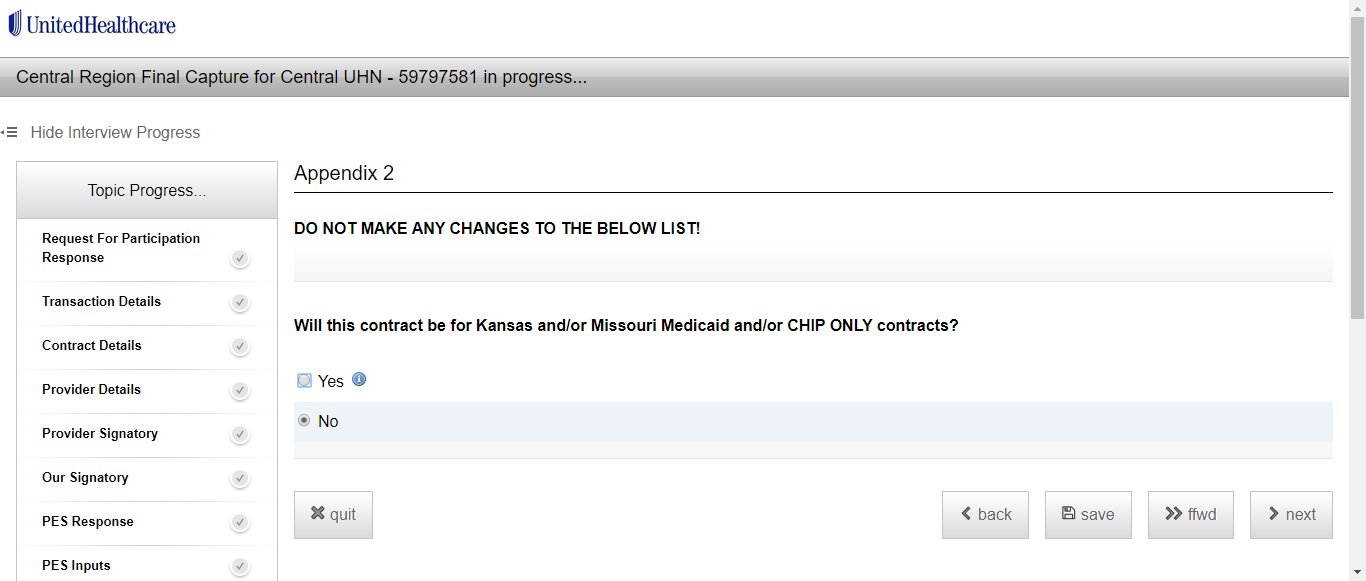 UnitedHealthcare
Central Region Final Capture for Central UHN - 59797581 in progress...
Hide Interview Progress
Topic Progress...
Request For Participation
Response
Transaction Details
Contract Details
Provider Details
Provider Signatory
Our Signatory
PES Response
PES Inputs
Appendix 2
DO NOT MAKE ANY CHANGES TO THE BELOW LIST!
Will this contract be for Kansas and/or Missouri Medicaid and/or CHIP ONLY contracts?
Yes
No
quit
back
save
ffwd
next